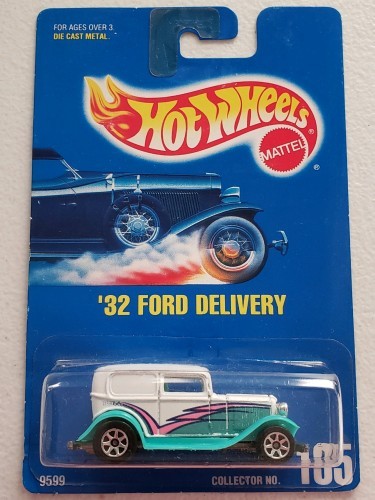 FOR AGES OVER 3.
DIE CAST METAL.
HOT WHEELS®
MATTEL®
'32 FORD DELIVERY
9599
COLLECTOR NO. 185